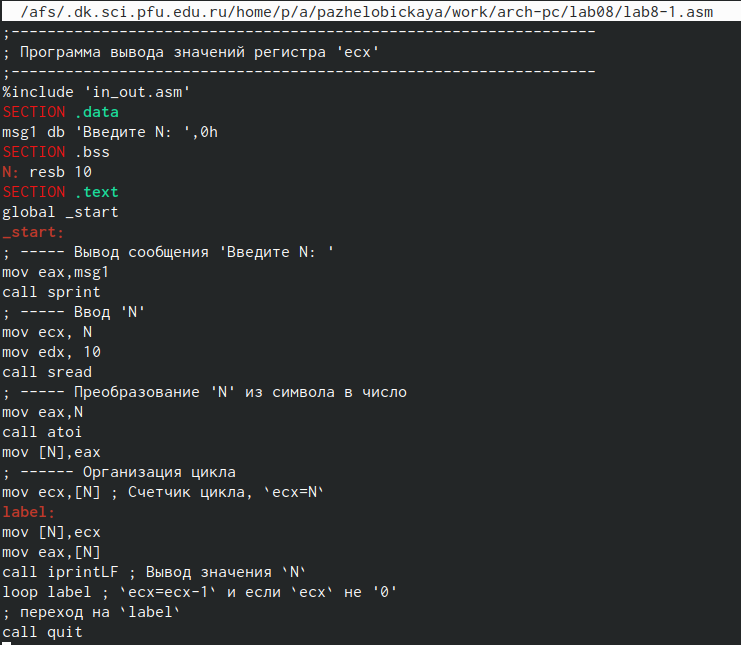 /afs/.dk.sci.pfu.edu.ru/home/p/a/pazhelobickaya/work/arch-pc/lab08/lab8-1.asm
;-----------------------------------------------------------------
; Программа вывода значений регистра 'ecx'
;-----------------------------------------------------------------
%include 'in_out.asm'
SECTION .data
msg1 db 'Введите N: ',0h
SECTION .bss
N: resb 10
SECTION .text
global _start
_start:
; ----- Вывод сообщения 'Введите N: '
mov eax,msg1
call sprint
; ----- Ввод 'N'
mov ecx, N
mov edx, 10
call sread
; ----- Преобразование 'N' из символа в число
mov eax,N
call atoi
mov [N],eax
; ------ Организация цикла
mov ecx,[N] ; Счетчик цикла, `ecx=N`
label:
mov [N],ecx
mov eax,[N]
call iprintLF ; Вывод значения `N`
loop label ; `ecx=ecx-1` и если `ecx` не '0'
; переход на `label`
call quit